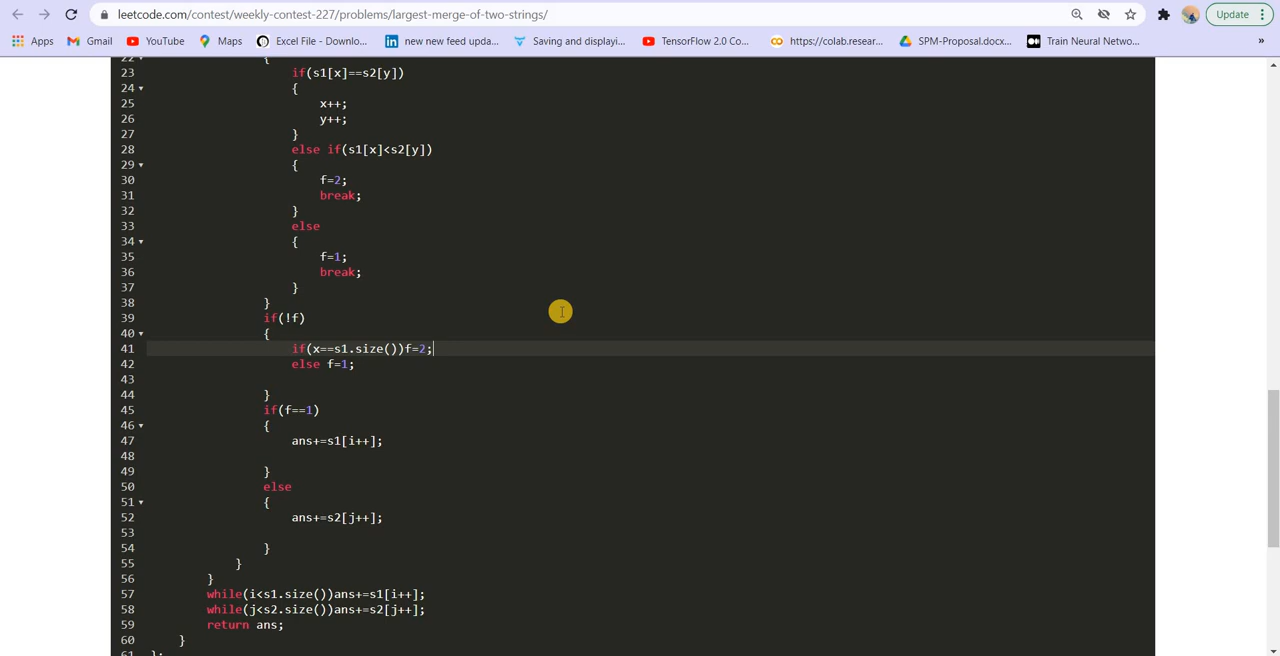 leetcode.com/contest/weekly-contest-227/problems/largest-merge-of-two-strings/
Update
Apps Gmail YouTube Maps Excel File - Downlo... new new feed upda... Saving and displayi... TensorFlow 2.0 Co... https://colab.resear... SPM-Proposal.docx... Train Neural Networ... »
22 {
23 if(s1[x]==s2[y])
24 {
25 x++;
26 y++;
27 }
28 else if(s1[x]<s2[y])
29 {
30 f=2;
31 break;
32 }
33 else
34 {
35 f=1;
36 break;
37 }
38 }
39 if(!f)
40 {
41 if(x==s1.size())f=2;
42 else f=1;
43
44 }
45 if(f==1)
46 {
47 ans+=s1[i++];
48
49 }
50 else
51 {
52 ans+=s2[j++];
53
54 }
55 }
56 }
57 while(i<s1.size())ans+=s1[i++];
58 while(j<s2.size())ans+=s2[j++];
59 return ans;
60 }
61 };